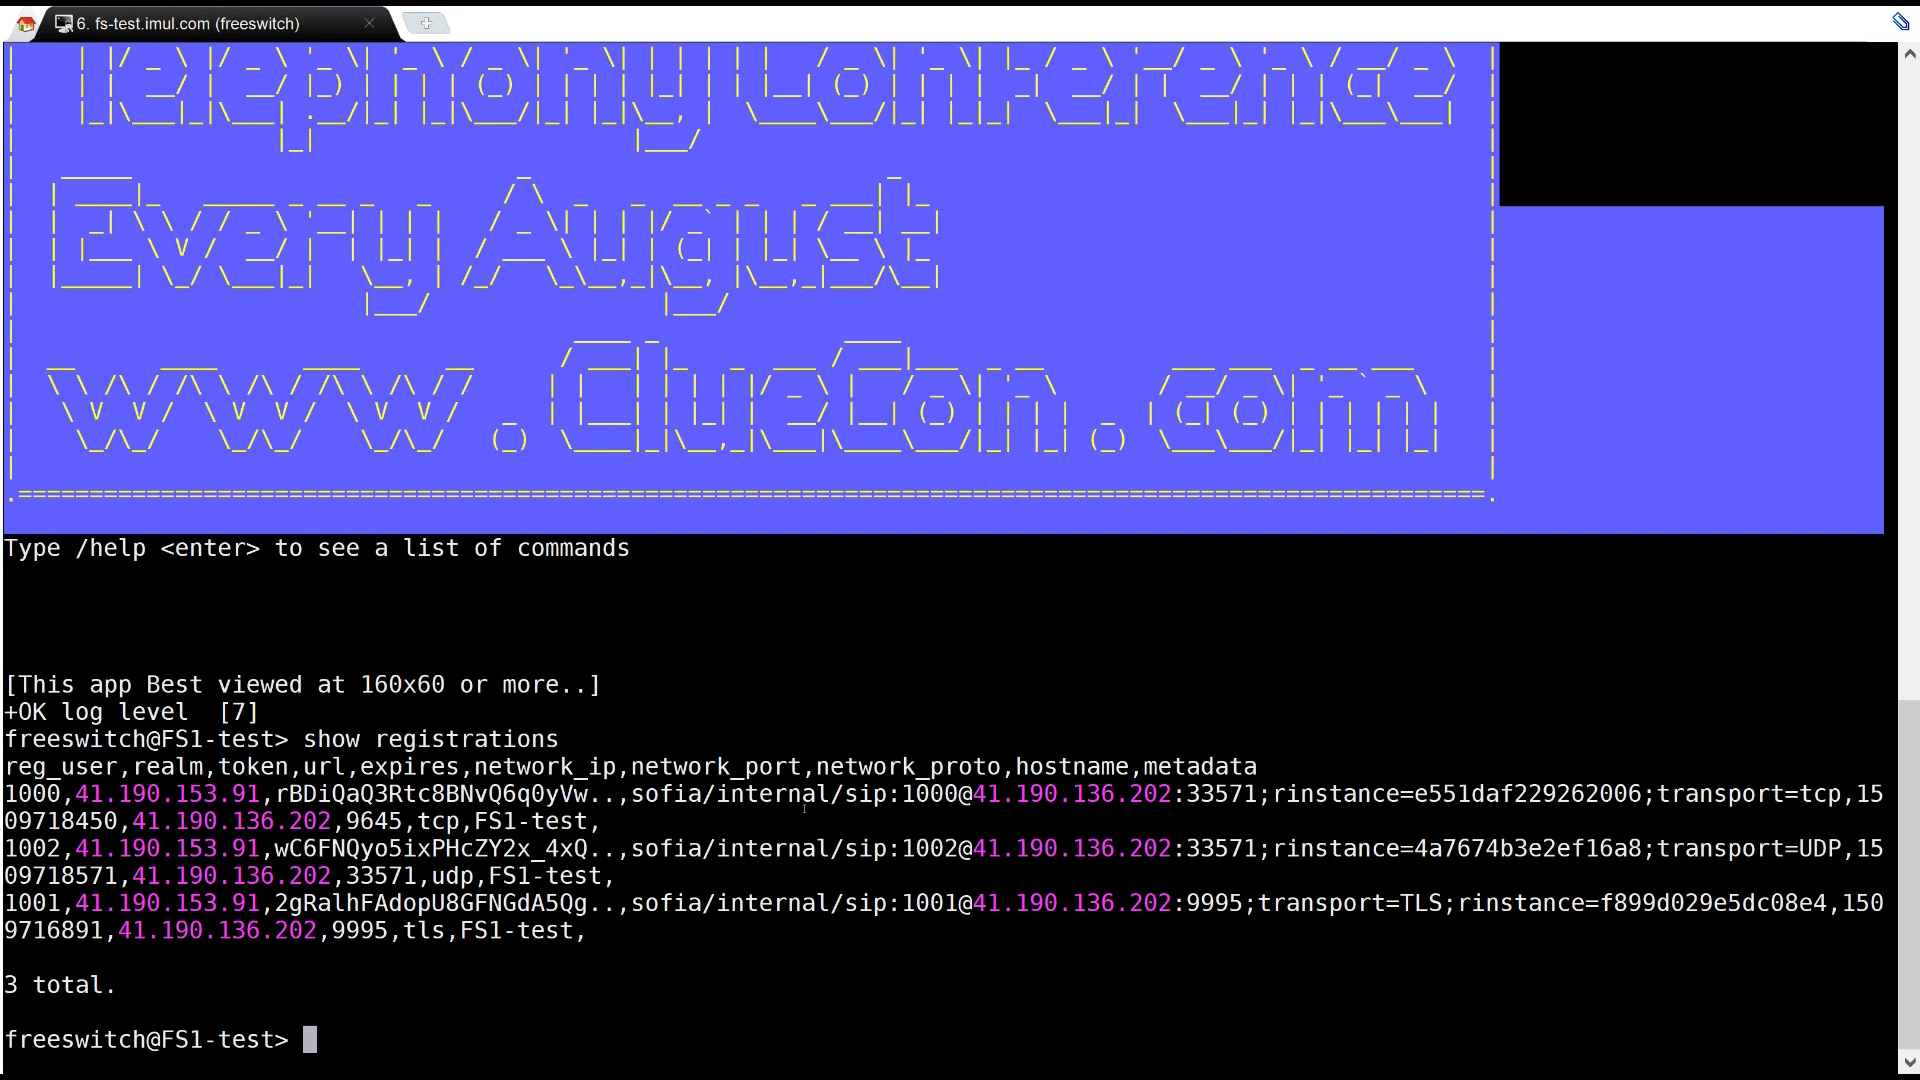 6. fs-test.imul.com (freeswitch)
Telephony Conference
Every August
www.ClueCon.com
Type /help <enter> to see a list of commands
[This app Best viewed at 160x60 or more..]
+OK log level  [7]
freeswitch@FS1-test> show registrations
reg_user,realm,token,url,expires,network_ip,network_port,network_proto,hostname,metadata
1000,41.190.153.91,rBDiQaQ3Rtc8BNvQ6q0yVw..,sofia/internal/sip:1000@41.190.136.202:33571;rinstance=e551daf229262006;transport=tcp,15
09718450,41.190.136.202,9645,tcp,FS1-test,
1002,41.190.153.91,wC6FNQyo5ixPHcZY2x_4xQ..,sofia/internal/sip:1002@41.190.136.202:33571;rinstance=4a7674b3e2ef16a8;transport=UDP,15
09718571,41.190.136.202,33571,udp,FS1-test,
1001,41.190.153.91,2gRalhFAdopU8GFNGdA5Qg..,sofia/internal/sip:1001@41.190.136.202:9995;transport=TLS;rinstance=f899d029e5dc08e4,150
9716891,41.190.136.202,9995,tls,FS1-test,
3 total.
freeswitch@FS1-test>